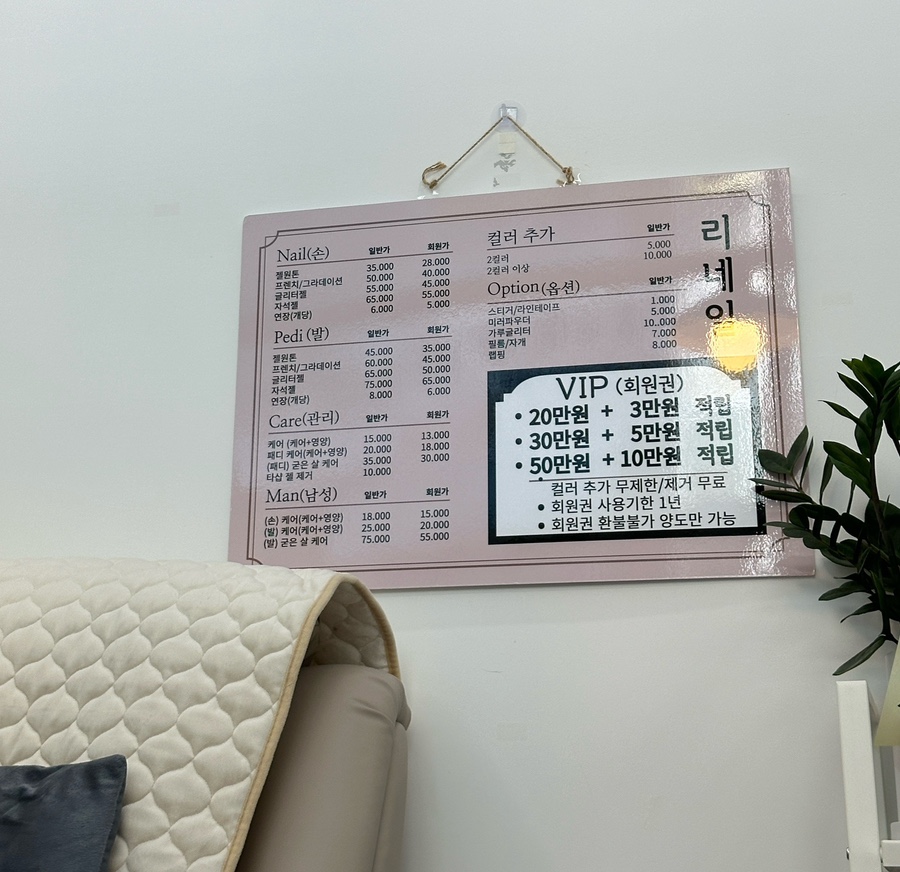 Nail(손) 일반가 회원가
젤원톤 35.000 28.000
프렌치/그라데이션 50.000 40.000
글리터젤 55.000 45.000
자석젤 65.000 55.000
연장(개당) 6.000 5.000
Pedi (발) 일반가 회원가
젤원톤 45.000 35.000
프렌치/그라데이션 60.000 45.000
글리터젤 65.000 50.000
자석젤 75.000 65.000
연장(개당) 8.000 6.000
Care(관리) 일반가 회원가
케어 (케어+영양) 15.000 13.000
패디 케어(케어+영양) 20.000 18.000
(패디) 굳은 살 케어 35.000 30.000
타샵 젤 제거 10.000
Man(남성) 일반가 회원가
(손) 케어(케어+영양) 18.000 15.000
(발) 케어(케어+영양) 25.000 20.000
(발) 굳은 살 케어 75.000 55.000
컬러 추가 일반가
2컬러 5.000
2컬러 이상 10.000
Option(옵션) 일반가
스티커/라인테이프 1.000
미러파우더 5.000
가루글리터 10..000
필름/자개 7.000
랩핑 8.000
리네일
VIP (회원권)
• 20만원 + 3만원 적립
• 30만원 + 5만원 적립
• 50만원 + 10만원 적립
• 컬러 추가 무제한/제거 무료
• 회원권 사용기한 1년
• 회원권 환불불가 양도만 가능